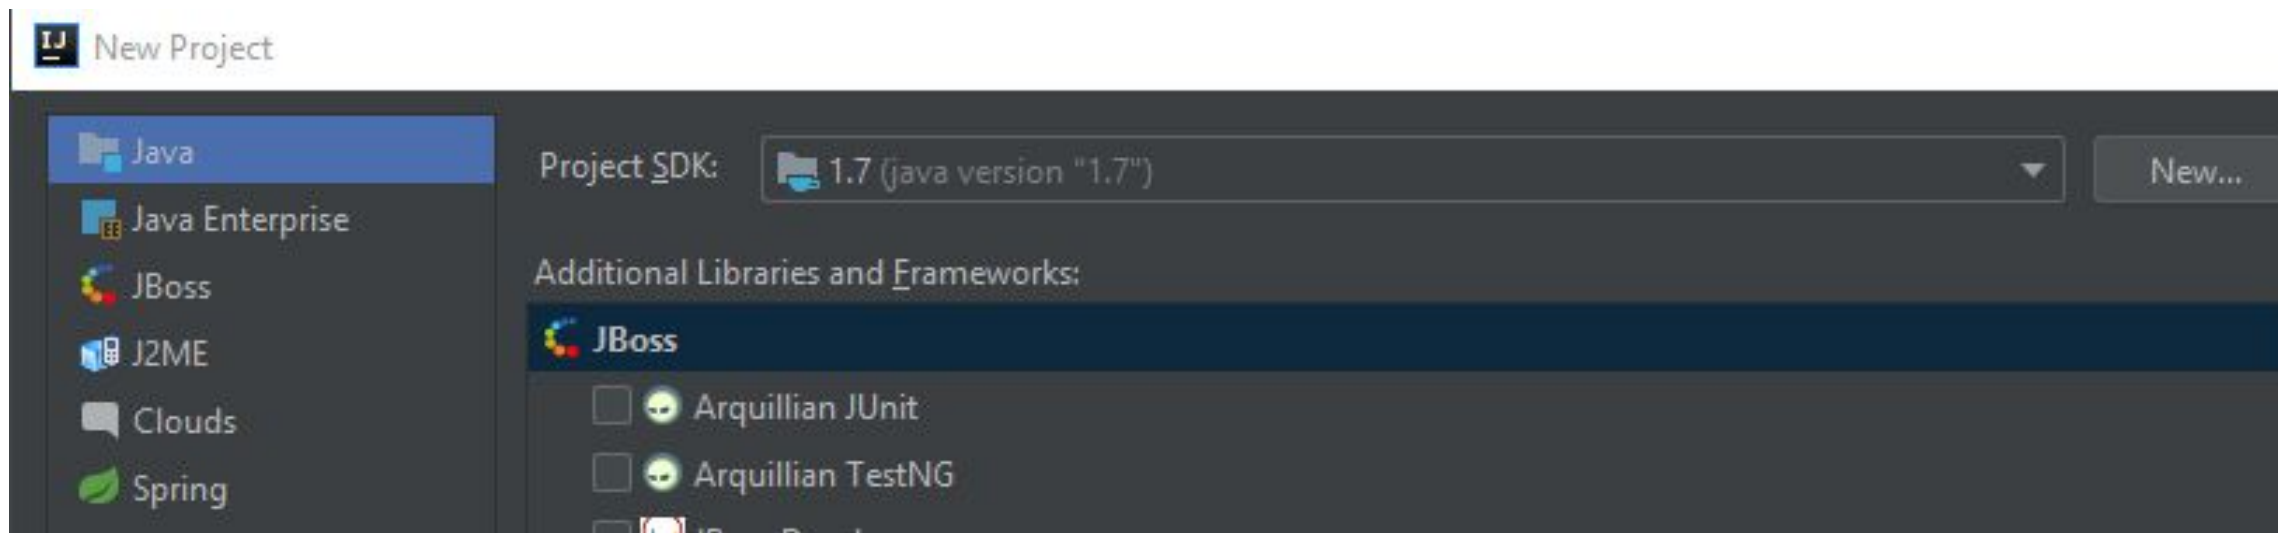 IJ New Project
Java
Java Enterprise
JBoss
J2ME
Clouds
Spring
Project SDK: 1.7 (java version "1.7") New...
Additional Libraries and Frameworks:
JBoss
Arquillian JUnit
Arquillian TestNG